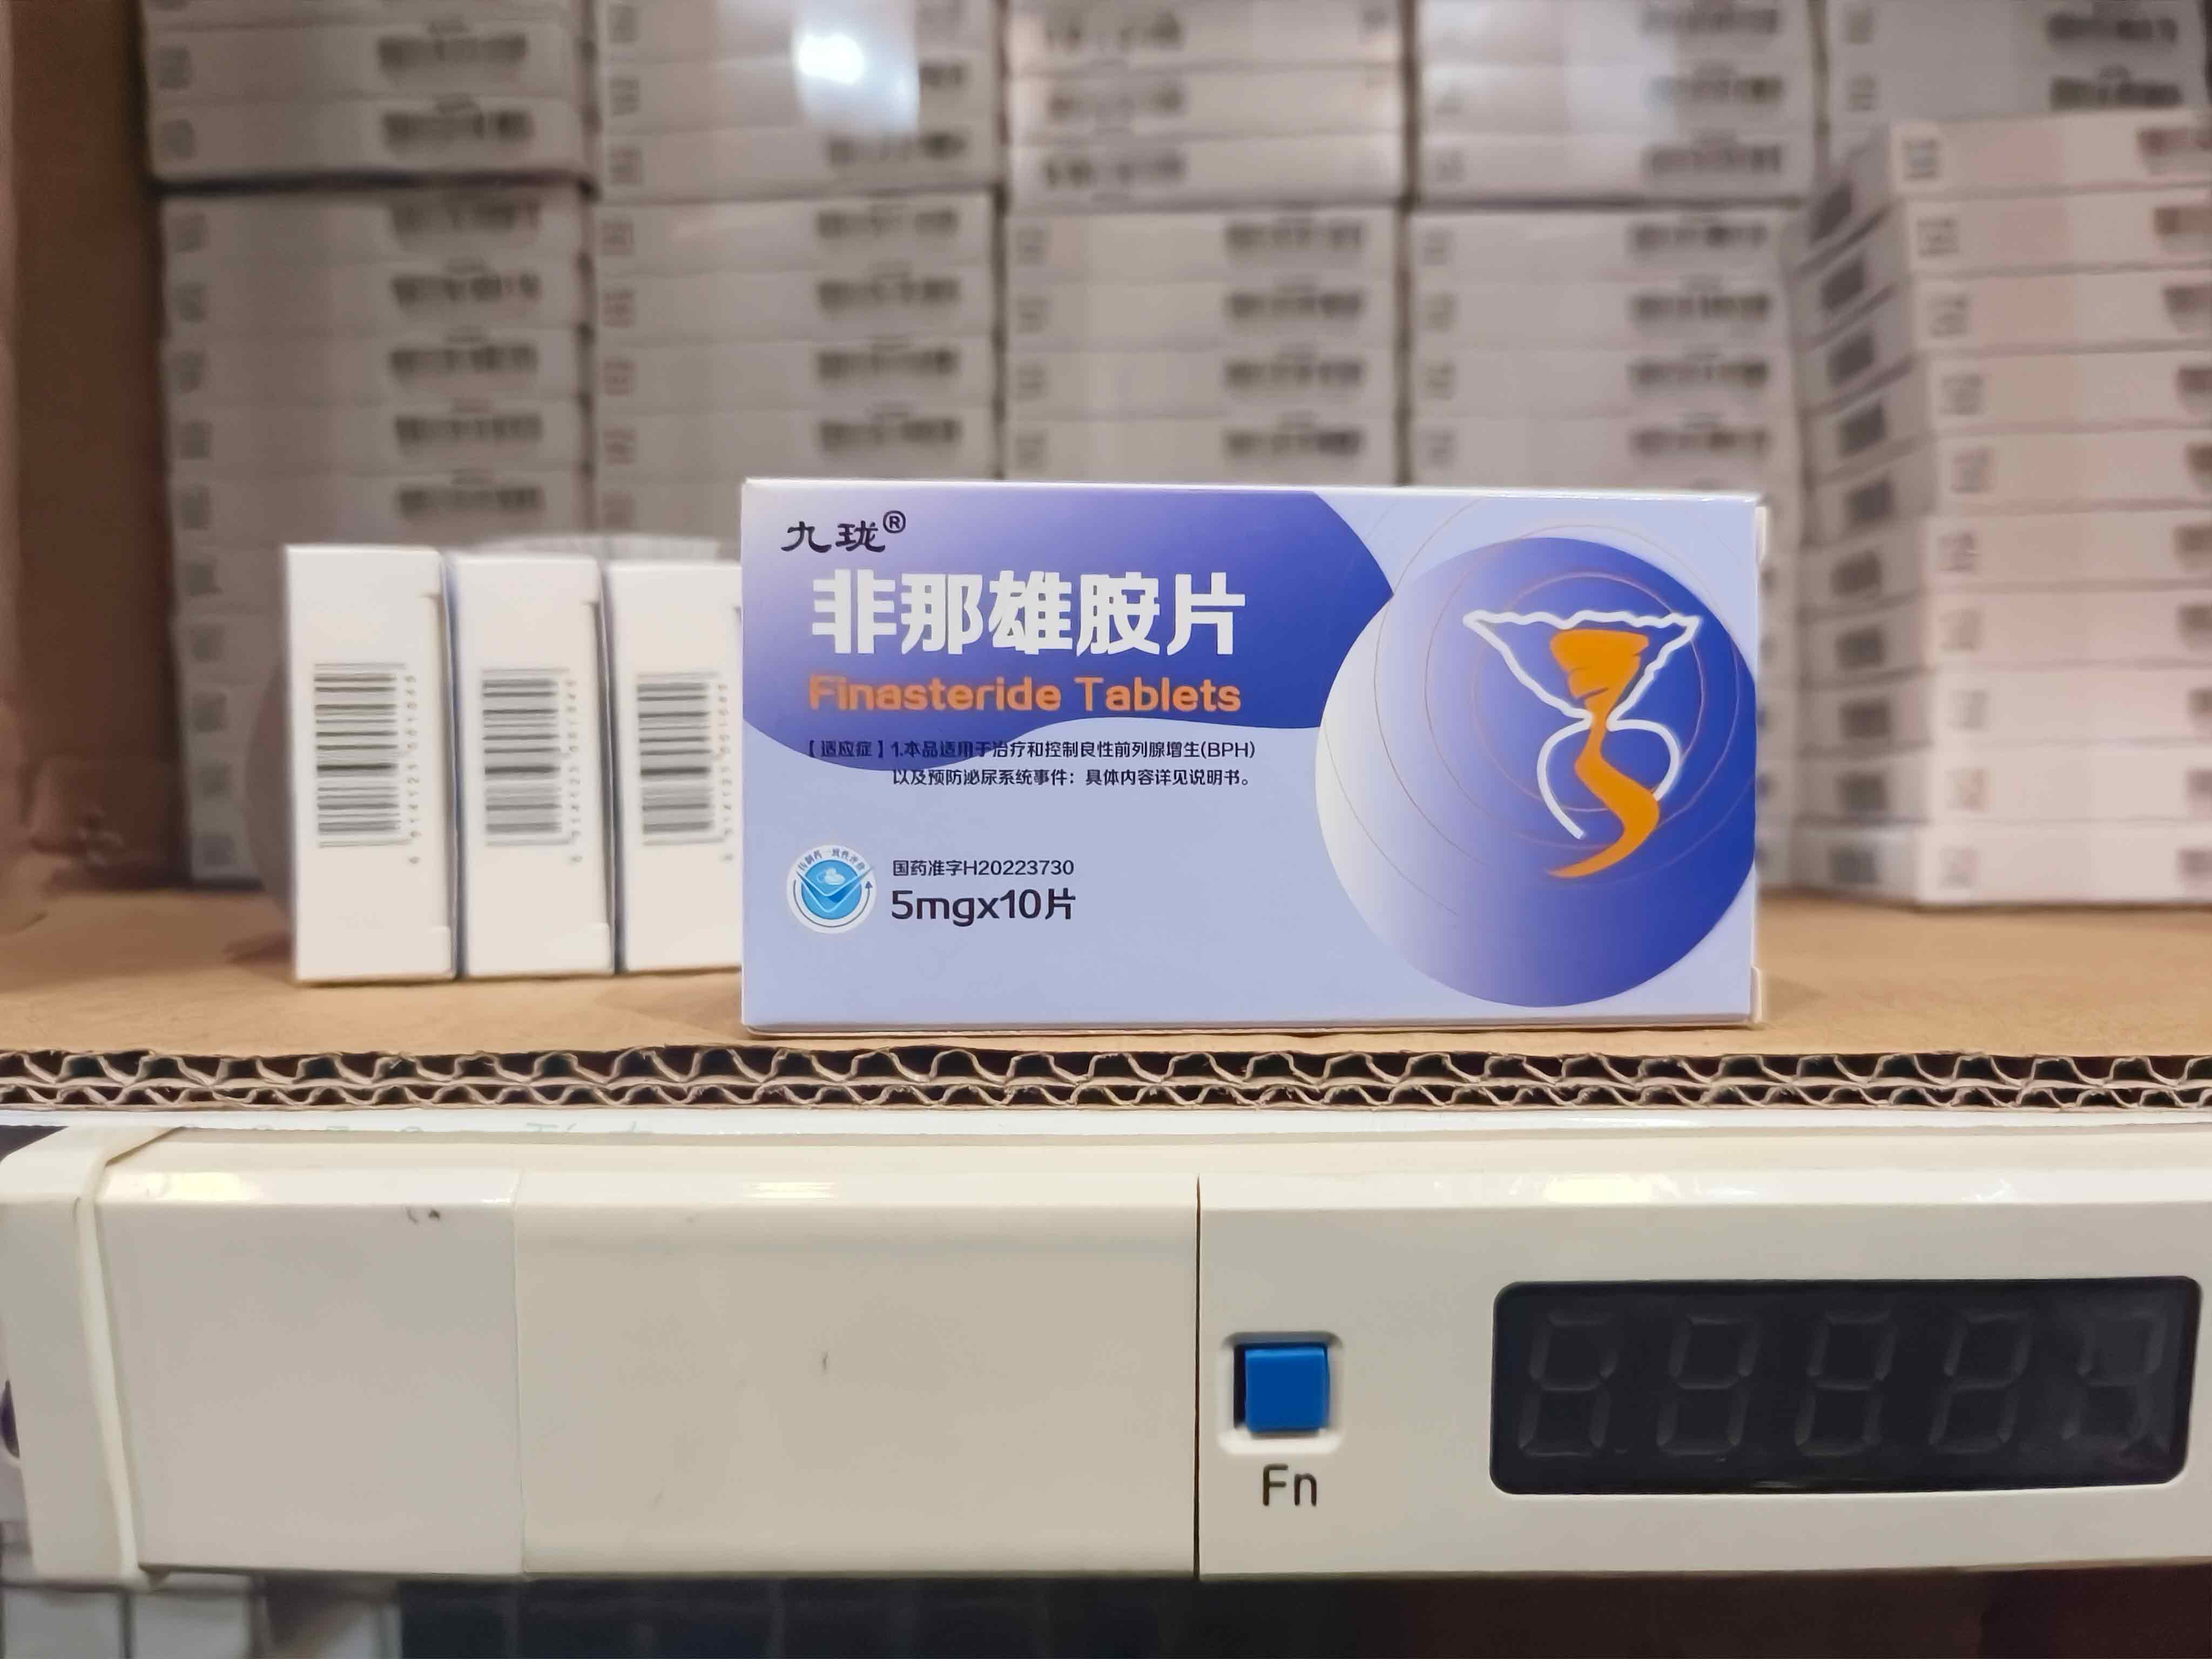 九珑®
非那雄胺片
Finasteride Tablets
【适应症】1.本品适用于治疗和控制良性前列腺增生(BPH)
以及预防泌尿系统事件：具体内容详见说明书。
国药准字H20223730
5mgx10片
Fn